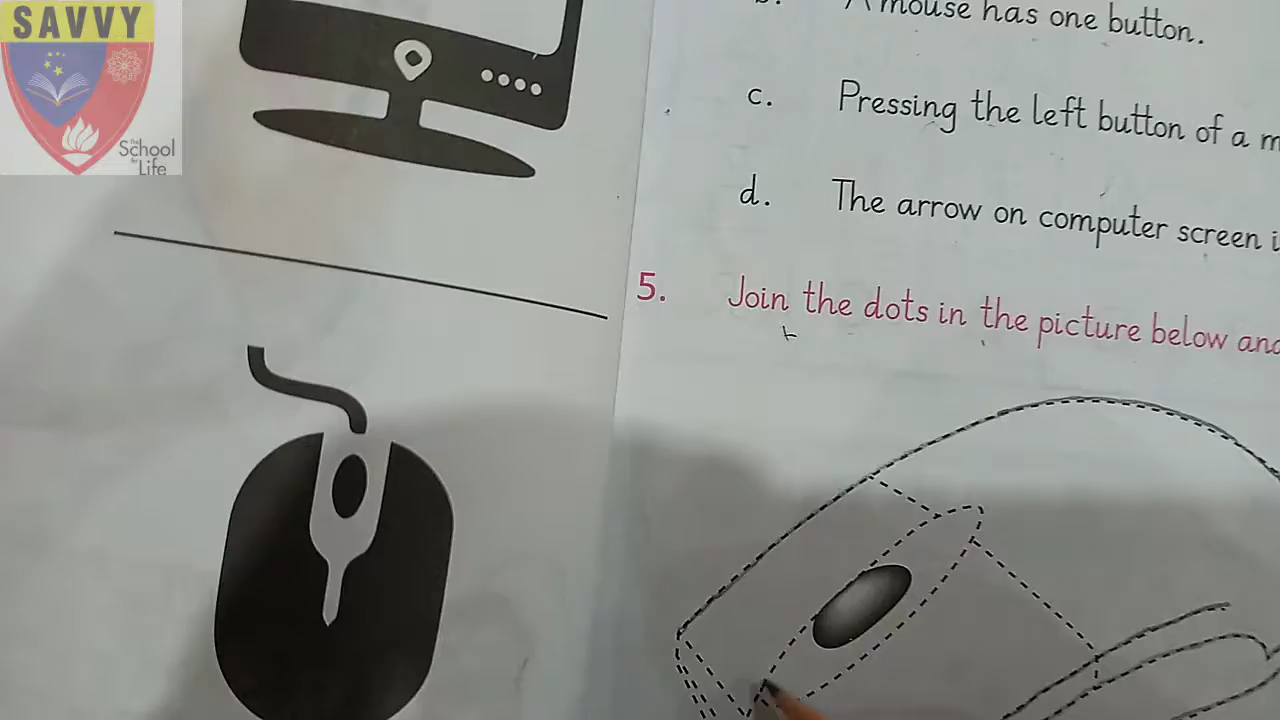 SAVVY
The School for Life
b. A mouse has one button.
c. Pressing the left button of a
d. The arrow on computer screen
5. Join the dots in the picture below and